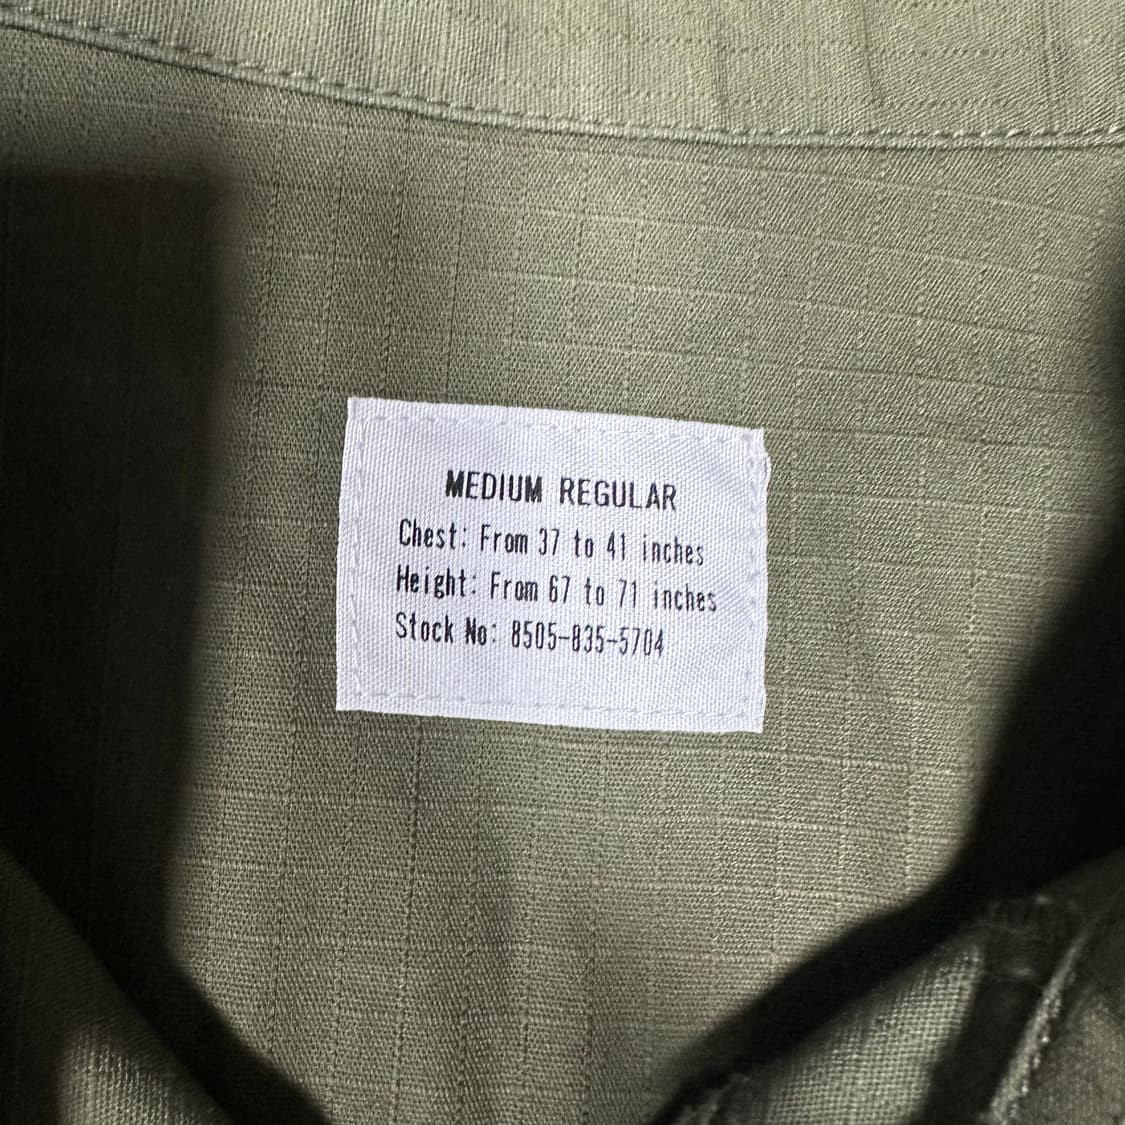 MEDIUM REGULAR
Chest: From 37 to 41 inches
Height: From 67 to 71 inches
Stock No: 8505-835-5704